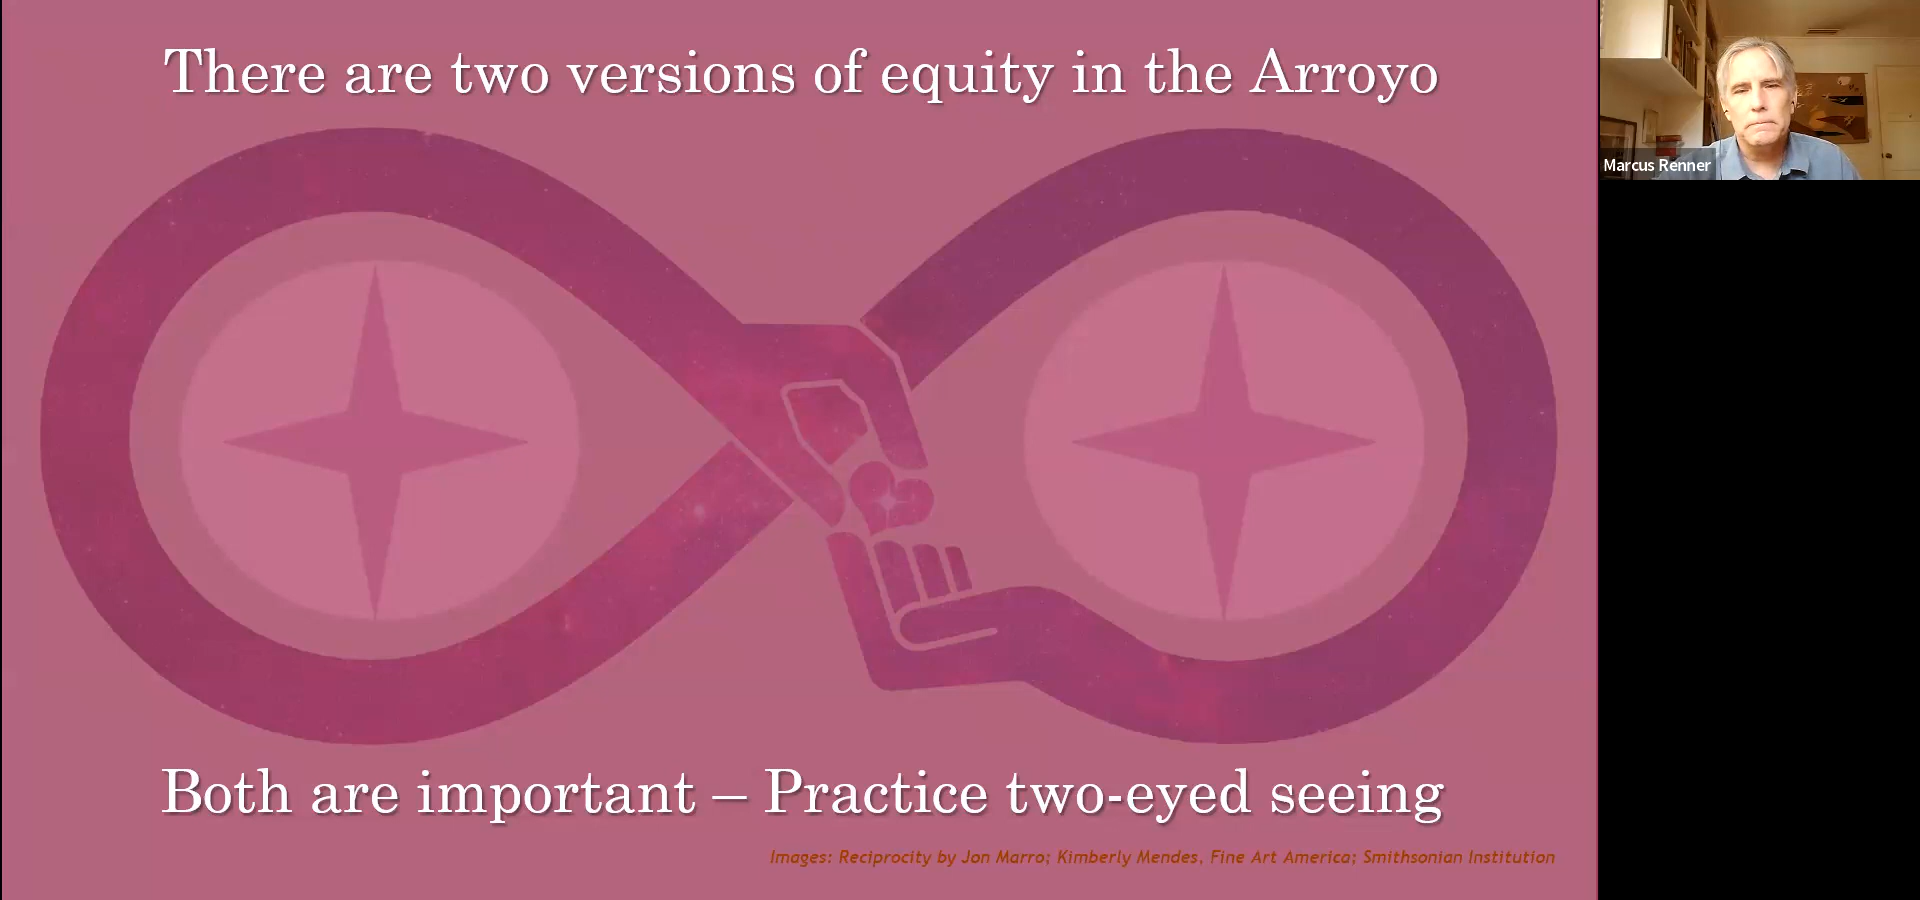 There are two versions of equity in the Arroyo
Marcus Renner
Both are important – Practice two-eyed seeing
Images: Reciprocity by Jon Marro; Kimberly Mendes, Fine Art America; Smithsonian Institution